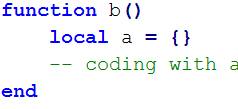 function b()
    local a = {}
    -- coding with a
end